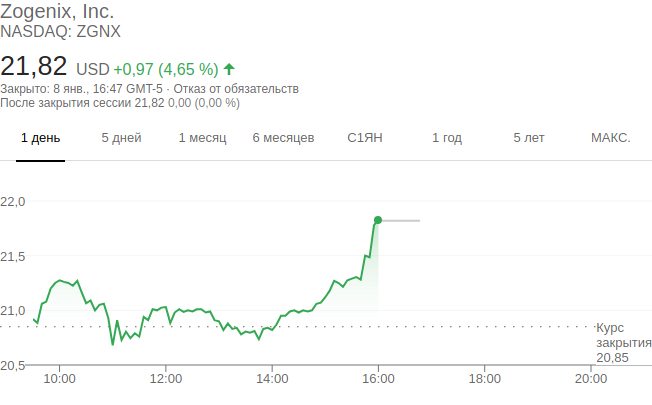 Zogenix, Inc.
NASDAQ: ZGNX
21,82 USD +0,97 (4,65 %)
Закрыто: 8 янв., 16:47 GMT-5 · Отказ от обязательств
После закрытия сессии 21,82 0,00 (0,00 %)
1 день 5 дней 1 месяц 6 месяцев С1ЯН 1 год 5 лет МАКС.
22,0
21,5
21,0
Курс
закрытия
20,85
20,5
10:00 12:00 14:00 16:00 18:00 20:00